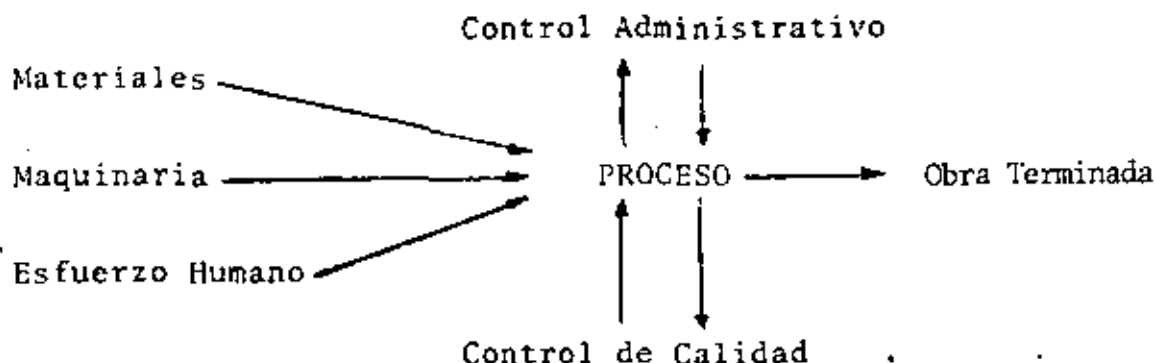 Control Administrativo
Materiales
Maquinaria
PROCESO
Obra Terminada
Esfuerzo Humano
Control de Calidad